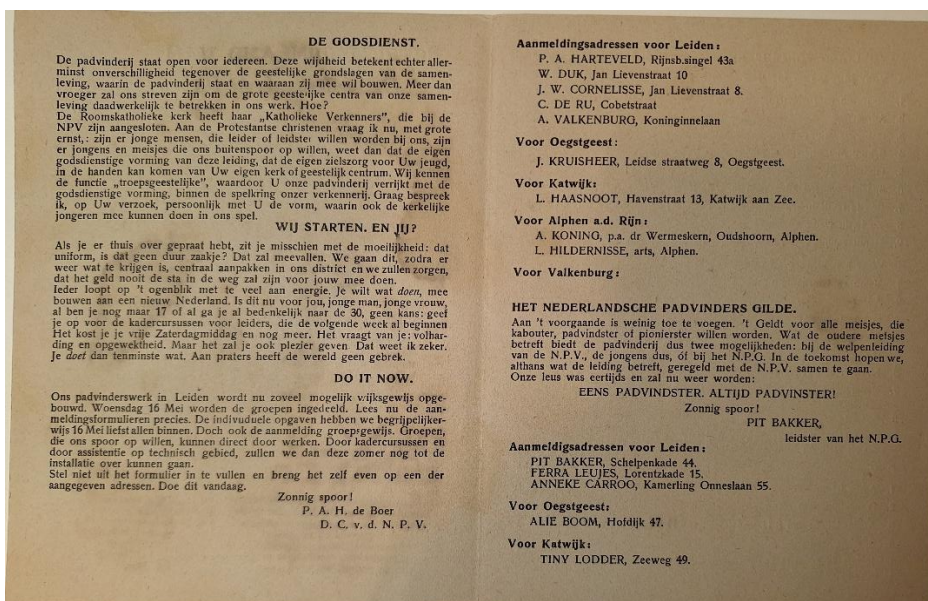 DE GODSDIENST.
De padvinderij staat open voor iedereen. Deze wijdheid betekent echter aller-
minst onverschilligheid tegenover de geestelijke grondslagen van de samen-
leving, waarin de padvinderij staat en waaraan zij mee wil bouwen. Meer dan
vroeger zal ons streven zijn om de grote geestelijke centra van onze samen-
leving daadwerkelijk te betrekken in ons werk. Hoe?
De Roomskatholieke kerk heeft haar „Katholieke Verkenners", die bij de
NPV zijn aangesloten. Aan de Protestantse christenen vraag ik nu, met grote
ernst,: zijn er jonge mensen, die leider of leidster willen worden bij ons, zijn
er jongens en meisjes die ons buitenspoor op willen, weet dan dat de eigen
godsdienstige vorming van deze leiding, dat de eigen zielszorg voor Uw jeugd,
in de handen kan komen van Uw eigen kerk of geestelijk centrum. Wij kennen
de functie „troepsgeestelijke", waardoor U onze padvinderij verrijkt met de
godsdienstige vorming, binnen de spelkring onzer verkennerij. Graag bespreek
ik, op Uw verzoek, persoonlijk met U de vorm, waarin ook de kerkelijke
jongeren mee kunnen doen in ons spel.
WIJ STARTEN. EN JIJ?
Als je er thuis over gepraat hebt, zit je misschien met de moeilijkheid: dat
uniform, is dat geen duur zaakje? Dat zal meevallen. We gaan dit, zodra er
weer wat te krijgen is, centraal aanpakken in ons district en we zullen zorgen,
dat het geld nooit de sta in de weg zal zijn voor jouw mee doen.
Ieder loopt op 't ogenblik met te veel aan energie. Je wilt wat doen, mee
bouwen aan een nieuw Nederland. Is dit nu voor jou, jonge man, jonge vrouw,
al ben je nog maar 17 of al ga je al bedenkelijk naar de 30, geen kans: geef
je op voor de kadercursussen voor leiders, die de volgende week al beginnen
Het kost je je vrije Zaterdagmiddag en nog meer. Het vraagt van je: volhar-
ding en opgewektheid. Maar het zal je ook plezier geven Dat weet ik zeker.
Je doet dan tenminste wat. Aan praters heeft de wereld geen gebrek.
DO IT NOW.
Ons padvinderswerk in Leiden wordt nu zoveel mogelijk wijksgewijs opge-
bouwd. Woensdag 16 Mei worden de groepen ingedeeld. Lees nu de aan-
meldingsformulieren precies. De indivuduele opgaven hebben we begrijpelijker-
wijs 16 Mei liefst allen binnen. Doch ook de aanmelding groepsgewijs. Groepen,
die ons spoor op willen, kunnen direct door werken. Door kadercursussen en
door assistentie op technisch gebied, zullen we dan deze zomer nog tot de
installatie over kunnen gaan.
Stel niet uit het formulier in te vullen en breng het zelf even op een der
aangegeven adressen. Doe dit vandaag.
Zonnig spoor!
P. A. H. de Boer
D. C. v. d. N. P. V.
Aanmeldingsadressen voor Leiden:
P. A. HARTEVELD, Rijnsb.singel 43a
W. DUK, Jan Lievenstraat 10
J. W. CORNELISSE, Jan Lievenstraat 8.
C. DE RU, Cobetstraat
A. VALKENBURG, Koninginnelaan
Voor Oegstgeest:
J. KRUISHEER, Leidse straatweg 8, Oegstgeest.
Voor Katwijk:
L. HAASNOOT, Havenstraat 13, Katwijk aan Zee.
Voor Alphen a.d. Rijn:
A. KONING, p.a. dr Wermeskern, Oudshoorn, Alphen.
L. HILDERNISSE, arts, Alphen.
Voor Valkenburg:
HET NEDERLANDSCHE PADVINDERS GILDE.
Aan 't voorgaande is weinig toe te voegen. 't Geldt voor alle meisjes, die
kabouter, padvindster of pionierster willen worden. Wat de oudere meisjes
betreft biedt de padvinderij dus twee mogelijkheden: bij de welpenleiding
van de N.P.V., de jongens dus, óf bij het N.P.G. In de toekomst hopen we,
althans wat de leiding betreft, geregeld met de N.P.V. samen te gaan.
Onze leus was eertijds en zal nu weer worden:
EENS PADVINDSTER. ALTIJD PADVINSTER!
Zonnig spoor!
PIT BAKKER,
leidster van het N.P.G.
Aanmeldigsadressen voor Leiden:
PIT BAKKER, Schelpenkade 44.
FERRA LEUJES, Lorentzkade 15,
ANNEKE CARROO, Kamerling Onneslaan 55.
Voor Oegstgeest:
ALIE BOOM, Hofdijk 47.
Voor Katwijk:
TINY LODDER, Zeeweg 49.